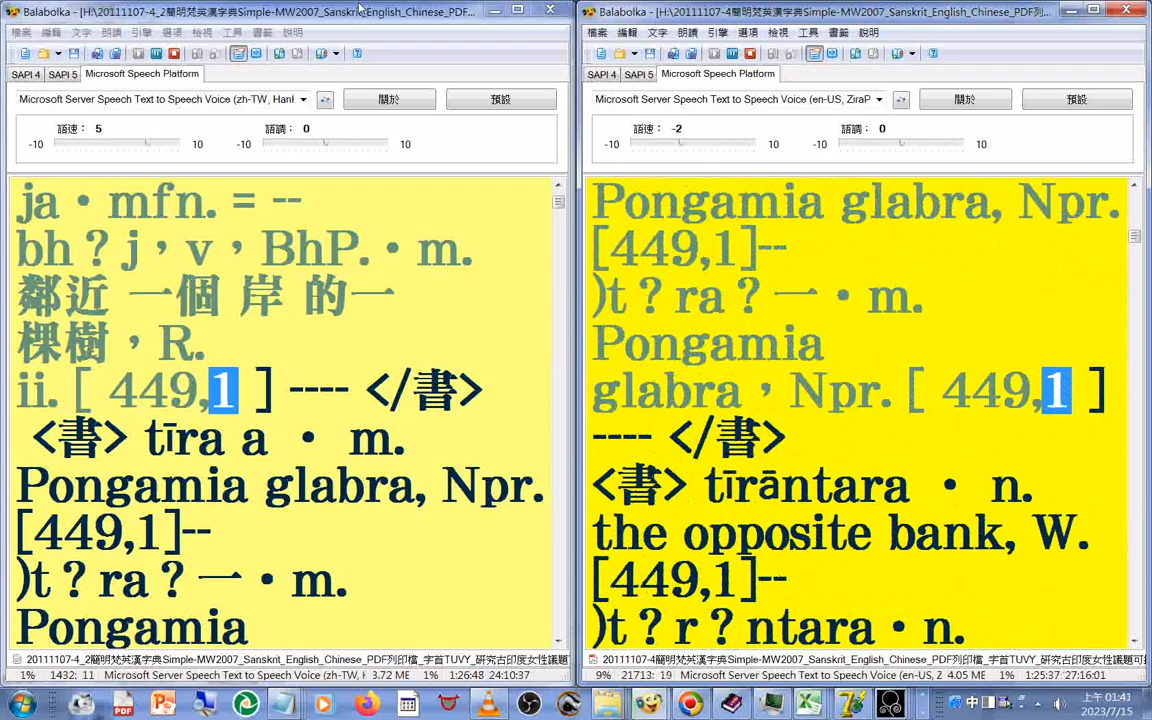 Balabolka - [H:\20111107-4_2簡明梵英漢字典Simple-MW2007_Sanskrit_English_Chinese_PDF...
檔案 編輯 文字 朗讀 引擎 選項 檢視 工具 書籤 說明
SAPI 4 SAPI 5 Microsoft Speech Platform
Microsoft Server Speech Text to Speech Voice (zh-TW, Hanl 關於 預設
語速： 5 語調： 0
-10 10 -10 10
ja・mfn. = --
bh？j，v，BhP.・m.
鄰近 一個 岸 的一
棵樹，R.
ii. [ 449,1 ] ---- </書>
<書> tīra a ・ m.
Pongamia glabra, Npr.
[449,1]--
)t？ra？一・m.
Pongamia
20111107-4_2簡明梵英漢字典Simple-MW2007_Sanskrit_English_Chinese_PDF列印檔_字首TUVY_研究古印度女性議題
1% 1432: 11 Microsoft Server Speech Text to Speech Voice (zh-TW, H 3.72 MB 1% 1:26:48 24:10:37
Balabolka - [H:\20111107-4簡明梵英漢字典Simple-MW2007_Sanskrit_English_Chinese_PDF列...
檔案 編輯 文字 朗讀 引擎 選項 檢視 工具 書籤 說明
SAPI 4 SAPI 5 Microsoft Speech Platform
Microsoft Server Speech Text to Speech Voice (en-US, ZiraP 關於 預設
語速： -2 語調： 0
-10 10 -10 10
Pongamia glabra, Npr.
[449,1]--
)t？ra？一・m.
Pongamia
glabra，Npr. [ 449,1 ]
---- </書>
<書> tīrāntara ・ n.
the opposite bank, W.
[449,1]--
)t？r？ntara・n.
20111107-4簡明梵英漢字典Simple-MW2007_Sanskrit_English_Chinese_PDF列印檔_字首TUVY_研究古印度女性議題可
9% 21713: 19 Microsoft Server Speech Text to Speech Voice (en-US, Z 4.05 MB 1% 1:25:37/27:16:01
中
上午 01:41
2023/7/15